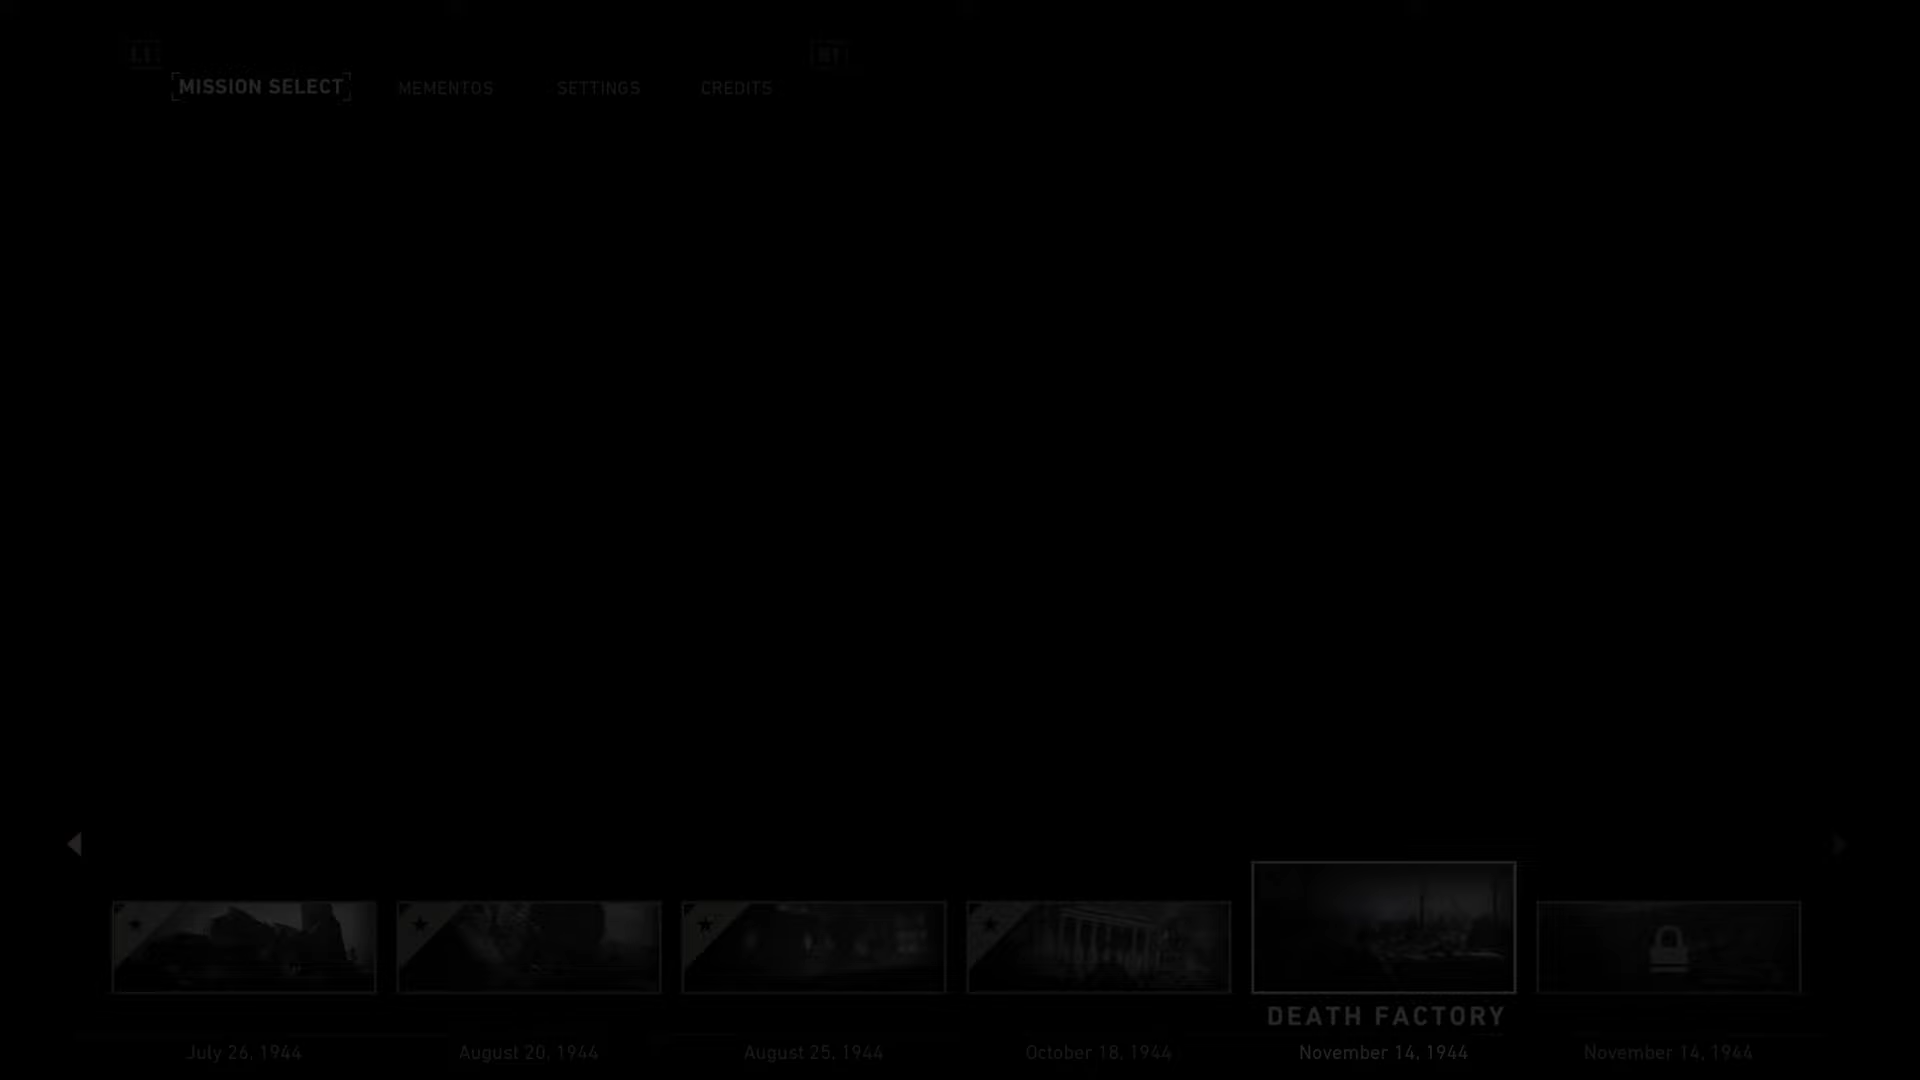 L1
MISSION SELECT MEMENTOS SETTINGS CREDITS
DEATH FACTORY
July 26, 1944 August 20, 1944 August 25, 1944 October 18, 1944 November 14, 1944 November 14, 1944